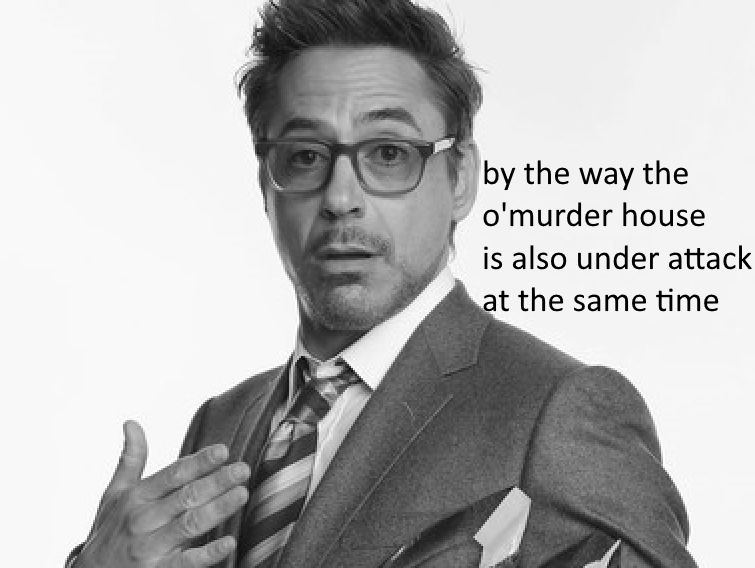 by the way the
o'murder house
is also under attack
at the same time